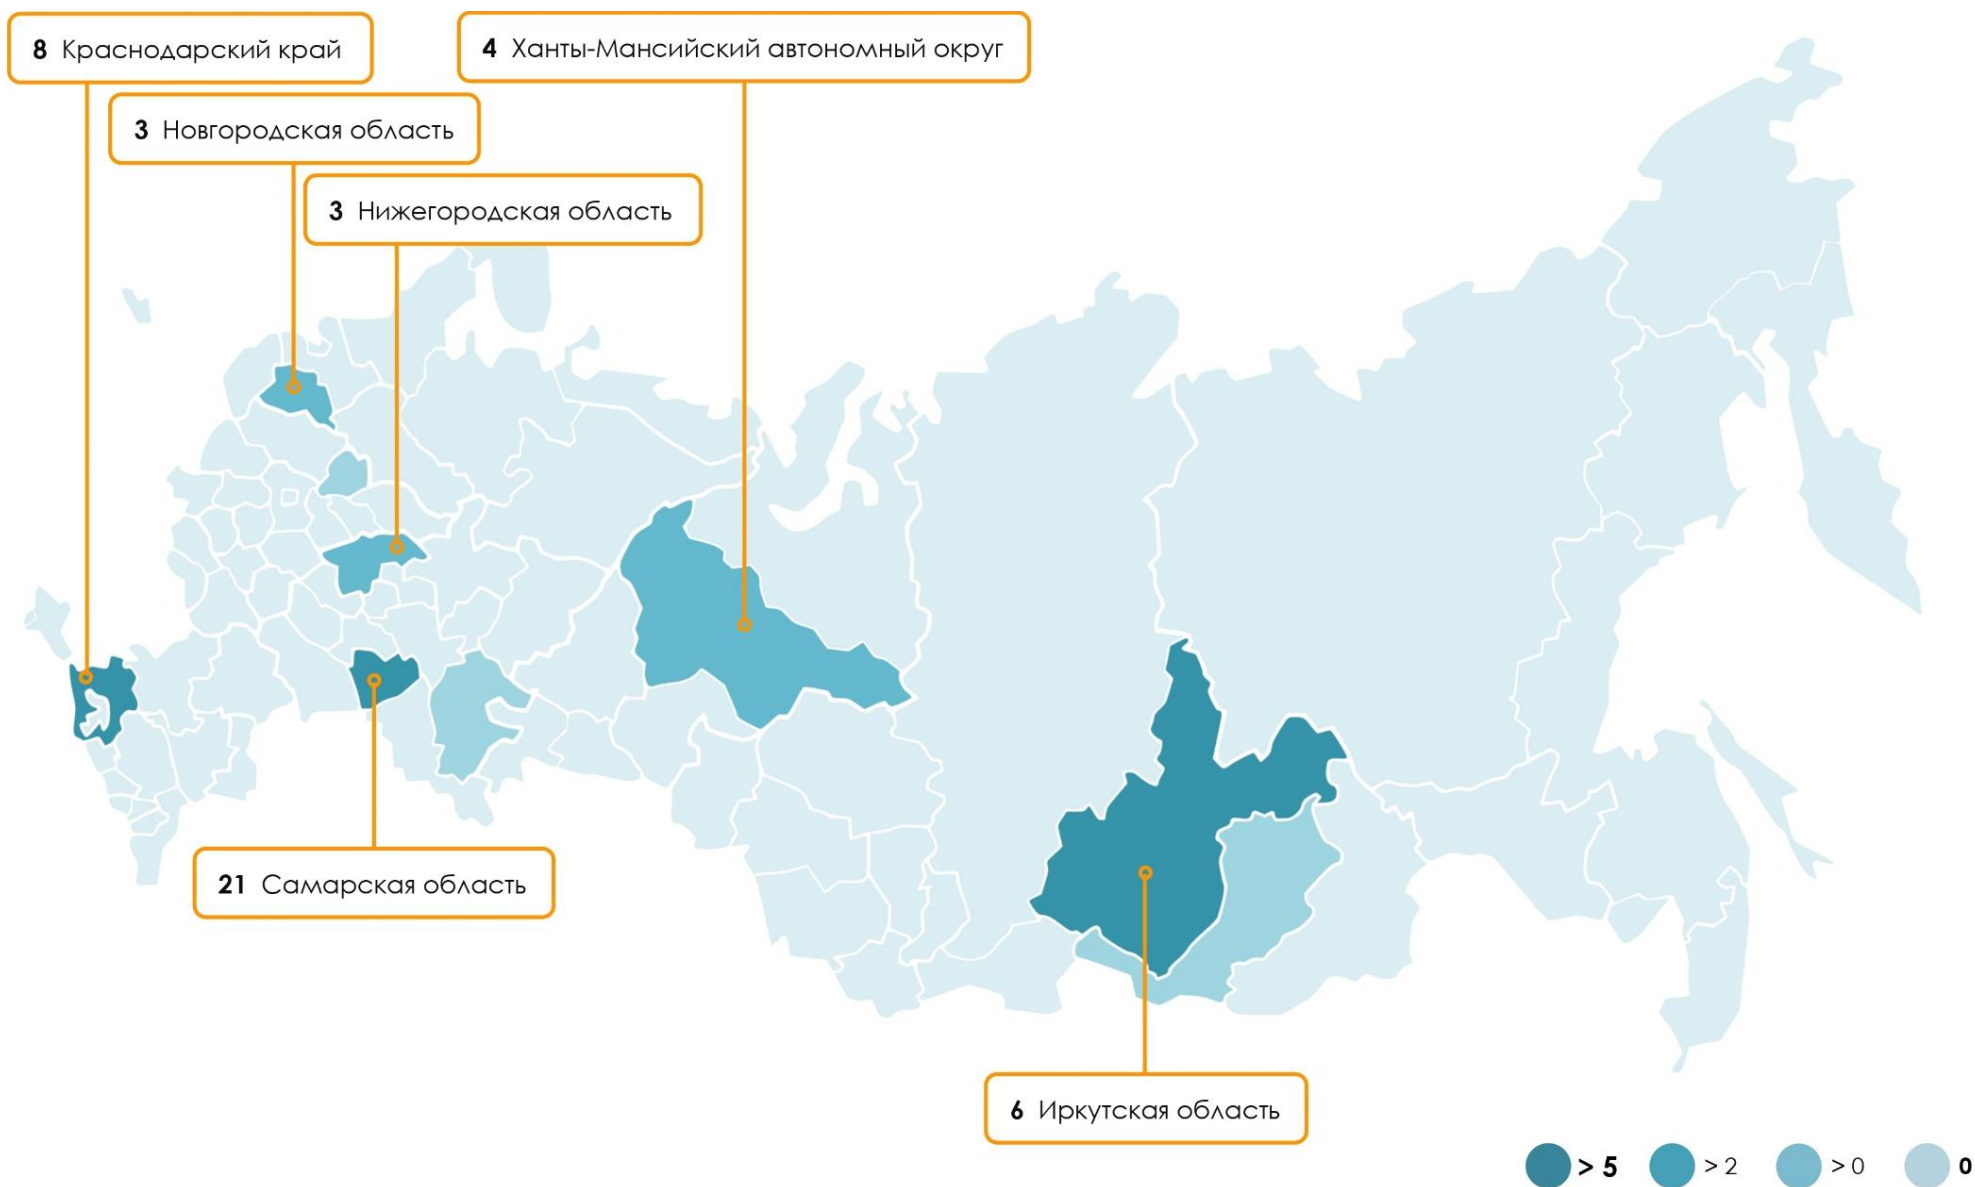 8 Краснодарский край
4 Ханты-Мансийский автономный округ
3 Новгородская область
3 Нижегородская область
21 Самарская область
6 Иркутская область
> 5 > 2 > 0 0